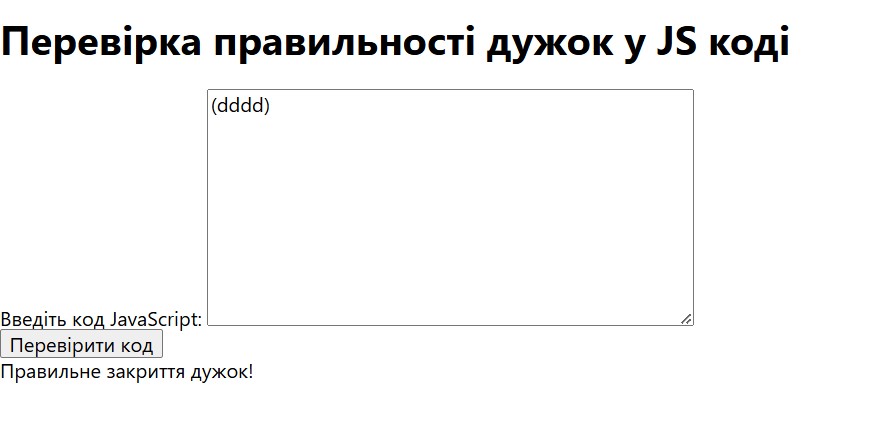 Перевірка правильності дужок у JS коді
(dddd)
Введіть код JavaScript:
Перевірити код
Правильне закриття дужок!